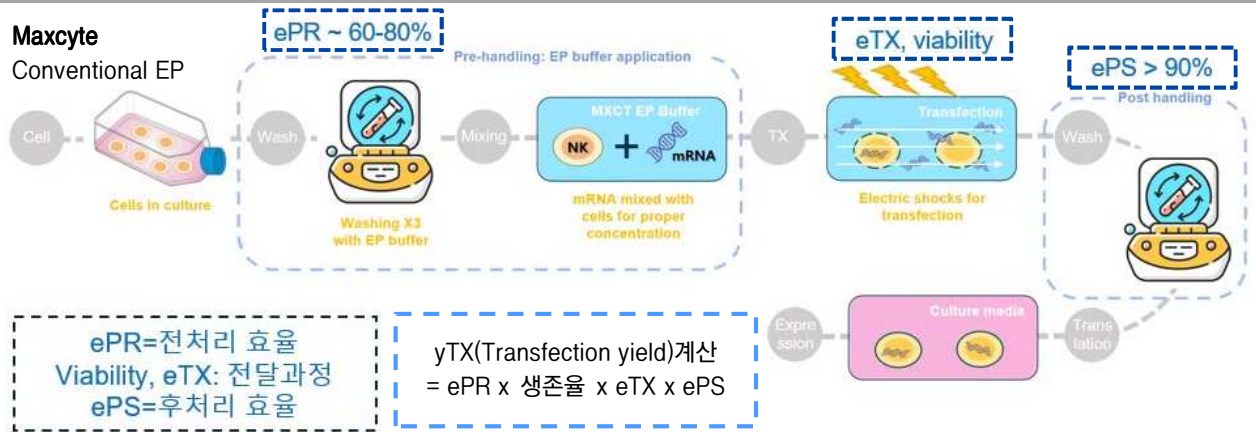 Maxcyte
Conventional EP
ePR ~ 60-80%
Pre-handling: EP buffer application
eTX, viability
ePS > 90%
Post handling
Cell
Cells in culture
Wash
Washing X3
with EP buffer
Mixing
MXCT EP Buffer
NK
+
mRNA
mRNA mixed with
cells for proper
concentration
TX
Transfection
Electric shocks for
transfection
Wash
Trans
lation
Culture media
Expre
ssion
ePR=전처리 효율
Viability, eTX: 전달과정
ePS=후처리 효율
yTX(Transfection yield)계산
= ePR x 생존율 x eTX x ePS